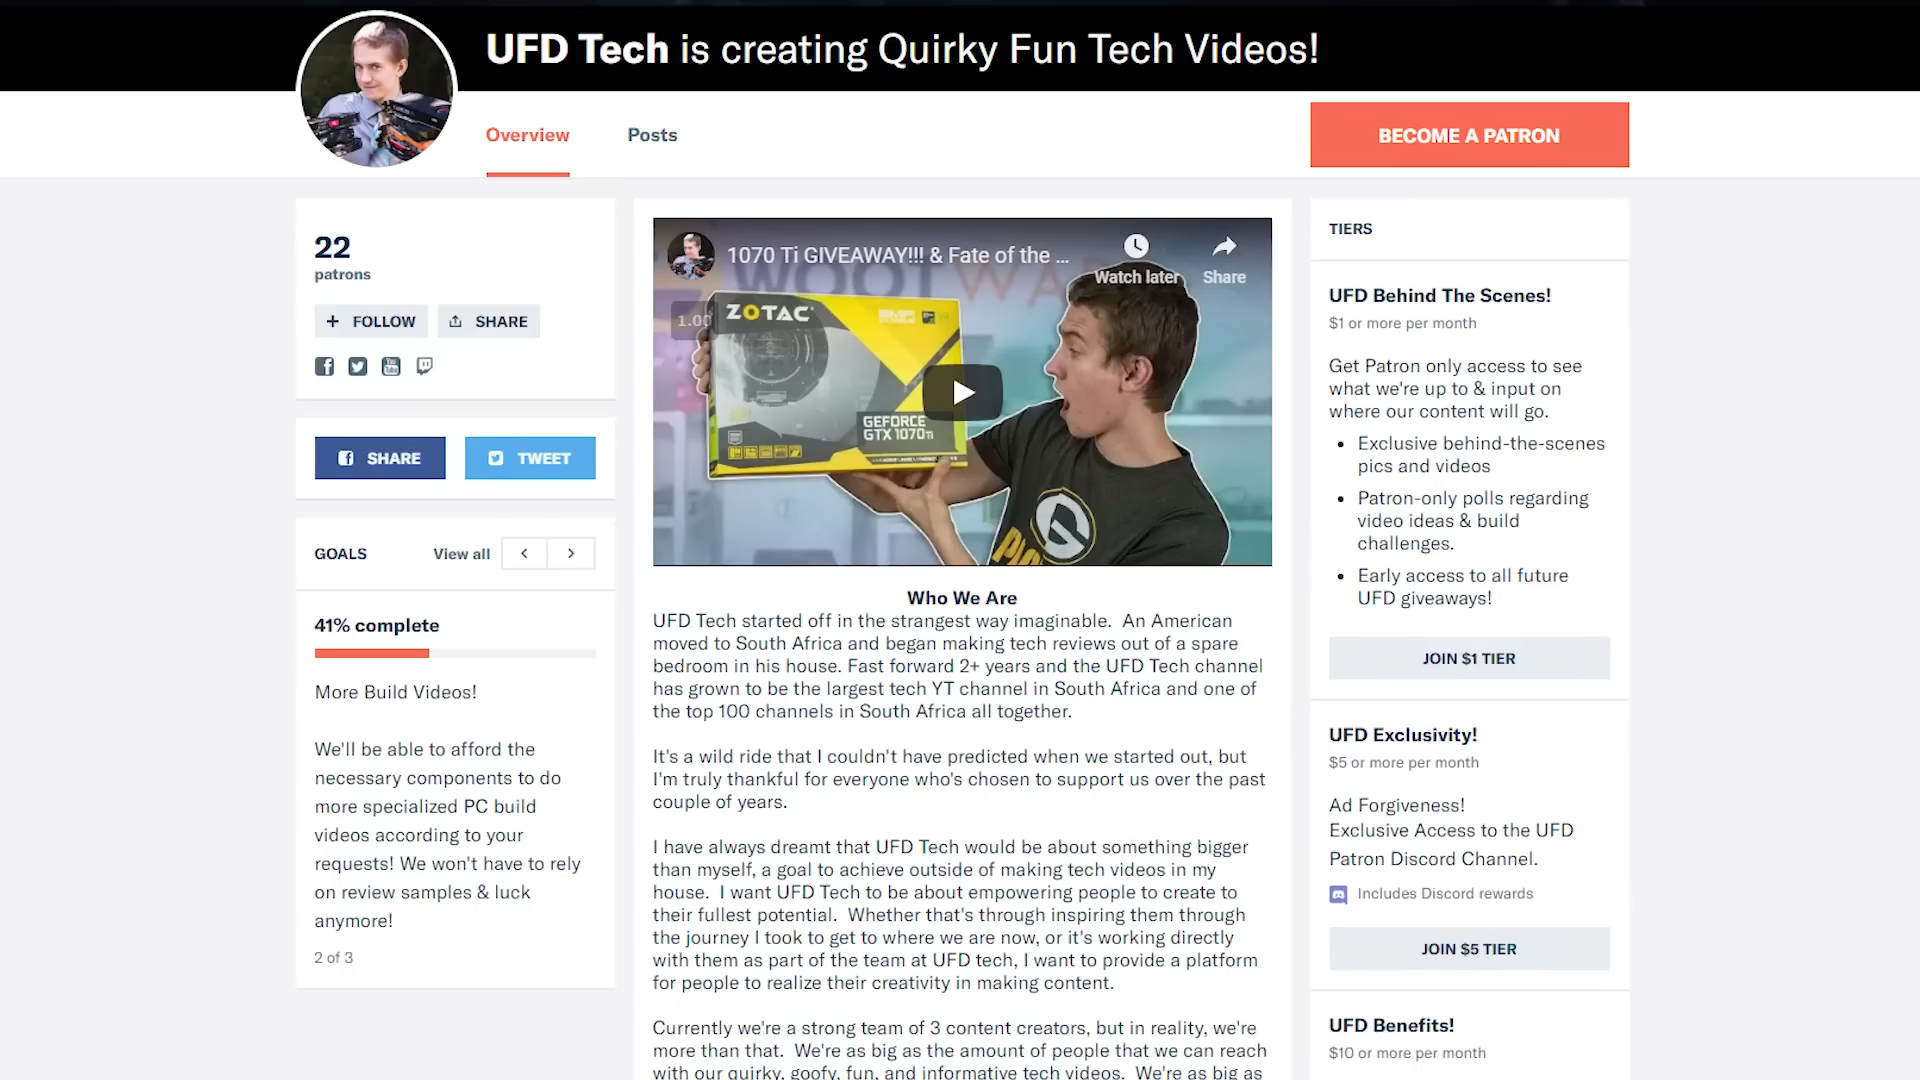 UFD Tech is creating Quirky Fun Tech Videos!
Overview
Posts
BECOME A PATRON
22
patrons
+ FOLLOW
SHARE
SHARE
TWEET
GOALS
View all
41% complete
More Build Videos!
We'll be able to afford the
necessary components to do
more specialized PC build
videos according to your
requests! We won't have to rely
on review samples & luck
anymore!
2 of 3
1070 Ti GIVEAWAY!!! & Fate of the ...
Watch later
Share
1.00
ZOTAC
GEFORCE
GTX 1070Ti
Who We Are
UFD Tech started off in the strangest way imaginable. An American
moved to South Africa and began making tech reviews out of a spare
bedroom in his house. Fast forward 2+ years and the UFD Tech channel
has grown to be the largest tech YT channel in South Africa and one of
the top 100 channels in South Africa all together.
It's a wild ride that I couldn't have predicted when we started out, but
I'm truly thankful for everyone who's chosen to support us over the past
couple of years.
I have always dreamt that UFD Tech would be about something bigger
than myself, a goal to achieve outside of making tech videos in my
house. I want UFD Tech to be about empowering people to create to
their fullest potential. Whether that's through inspiring them through
the journey I took to get to where we are now, or it's working directly
with them as part of the team at UFD tech, I want to provide a platform
for people to realize their creativity in making content.
Currently we're a strong team of 3 content creators, but in reality, we're
more than that. We're as big as the amount of people that we can reach
with our quirky, goofy, fun, and informative tech videos. We're as big as
TIERS
UFD Behind The Scenes!
$1 or more per month
Get Patron only access to see
what we're up to & input on
where our content will go.
• Exclusive behind-the-scenes
pics and videos
• Patron-only polls regarding
video ideas & build
challenges.
• Early access to all future
UFD giveaways!
JOIN $1 TIER
UFD Exclusivity!
$5 or more per month
Ad Forgiveness!
Exclusive Access to the UFD
Patron Discord Channel.
Includes Discord rewards
JOIN $5 TIER
UFD Benefits!
$10 or more per month